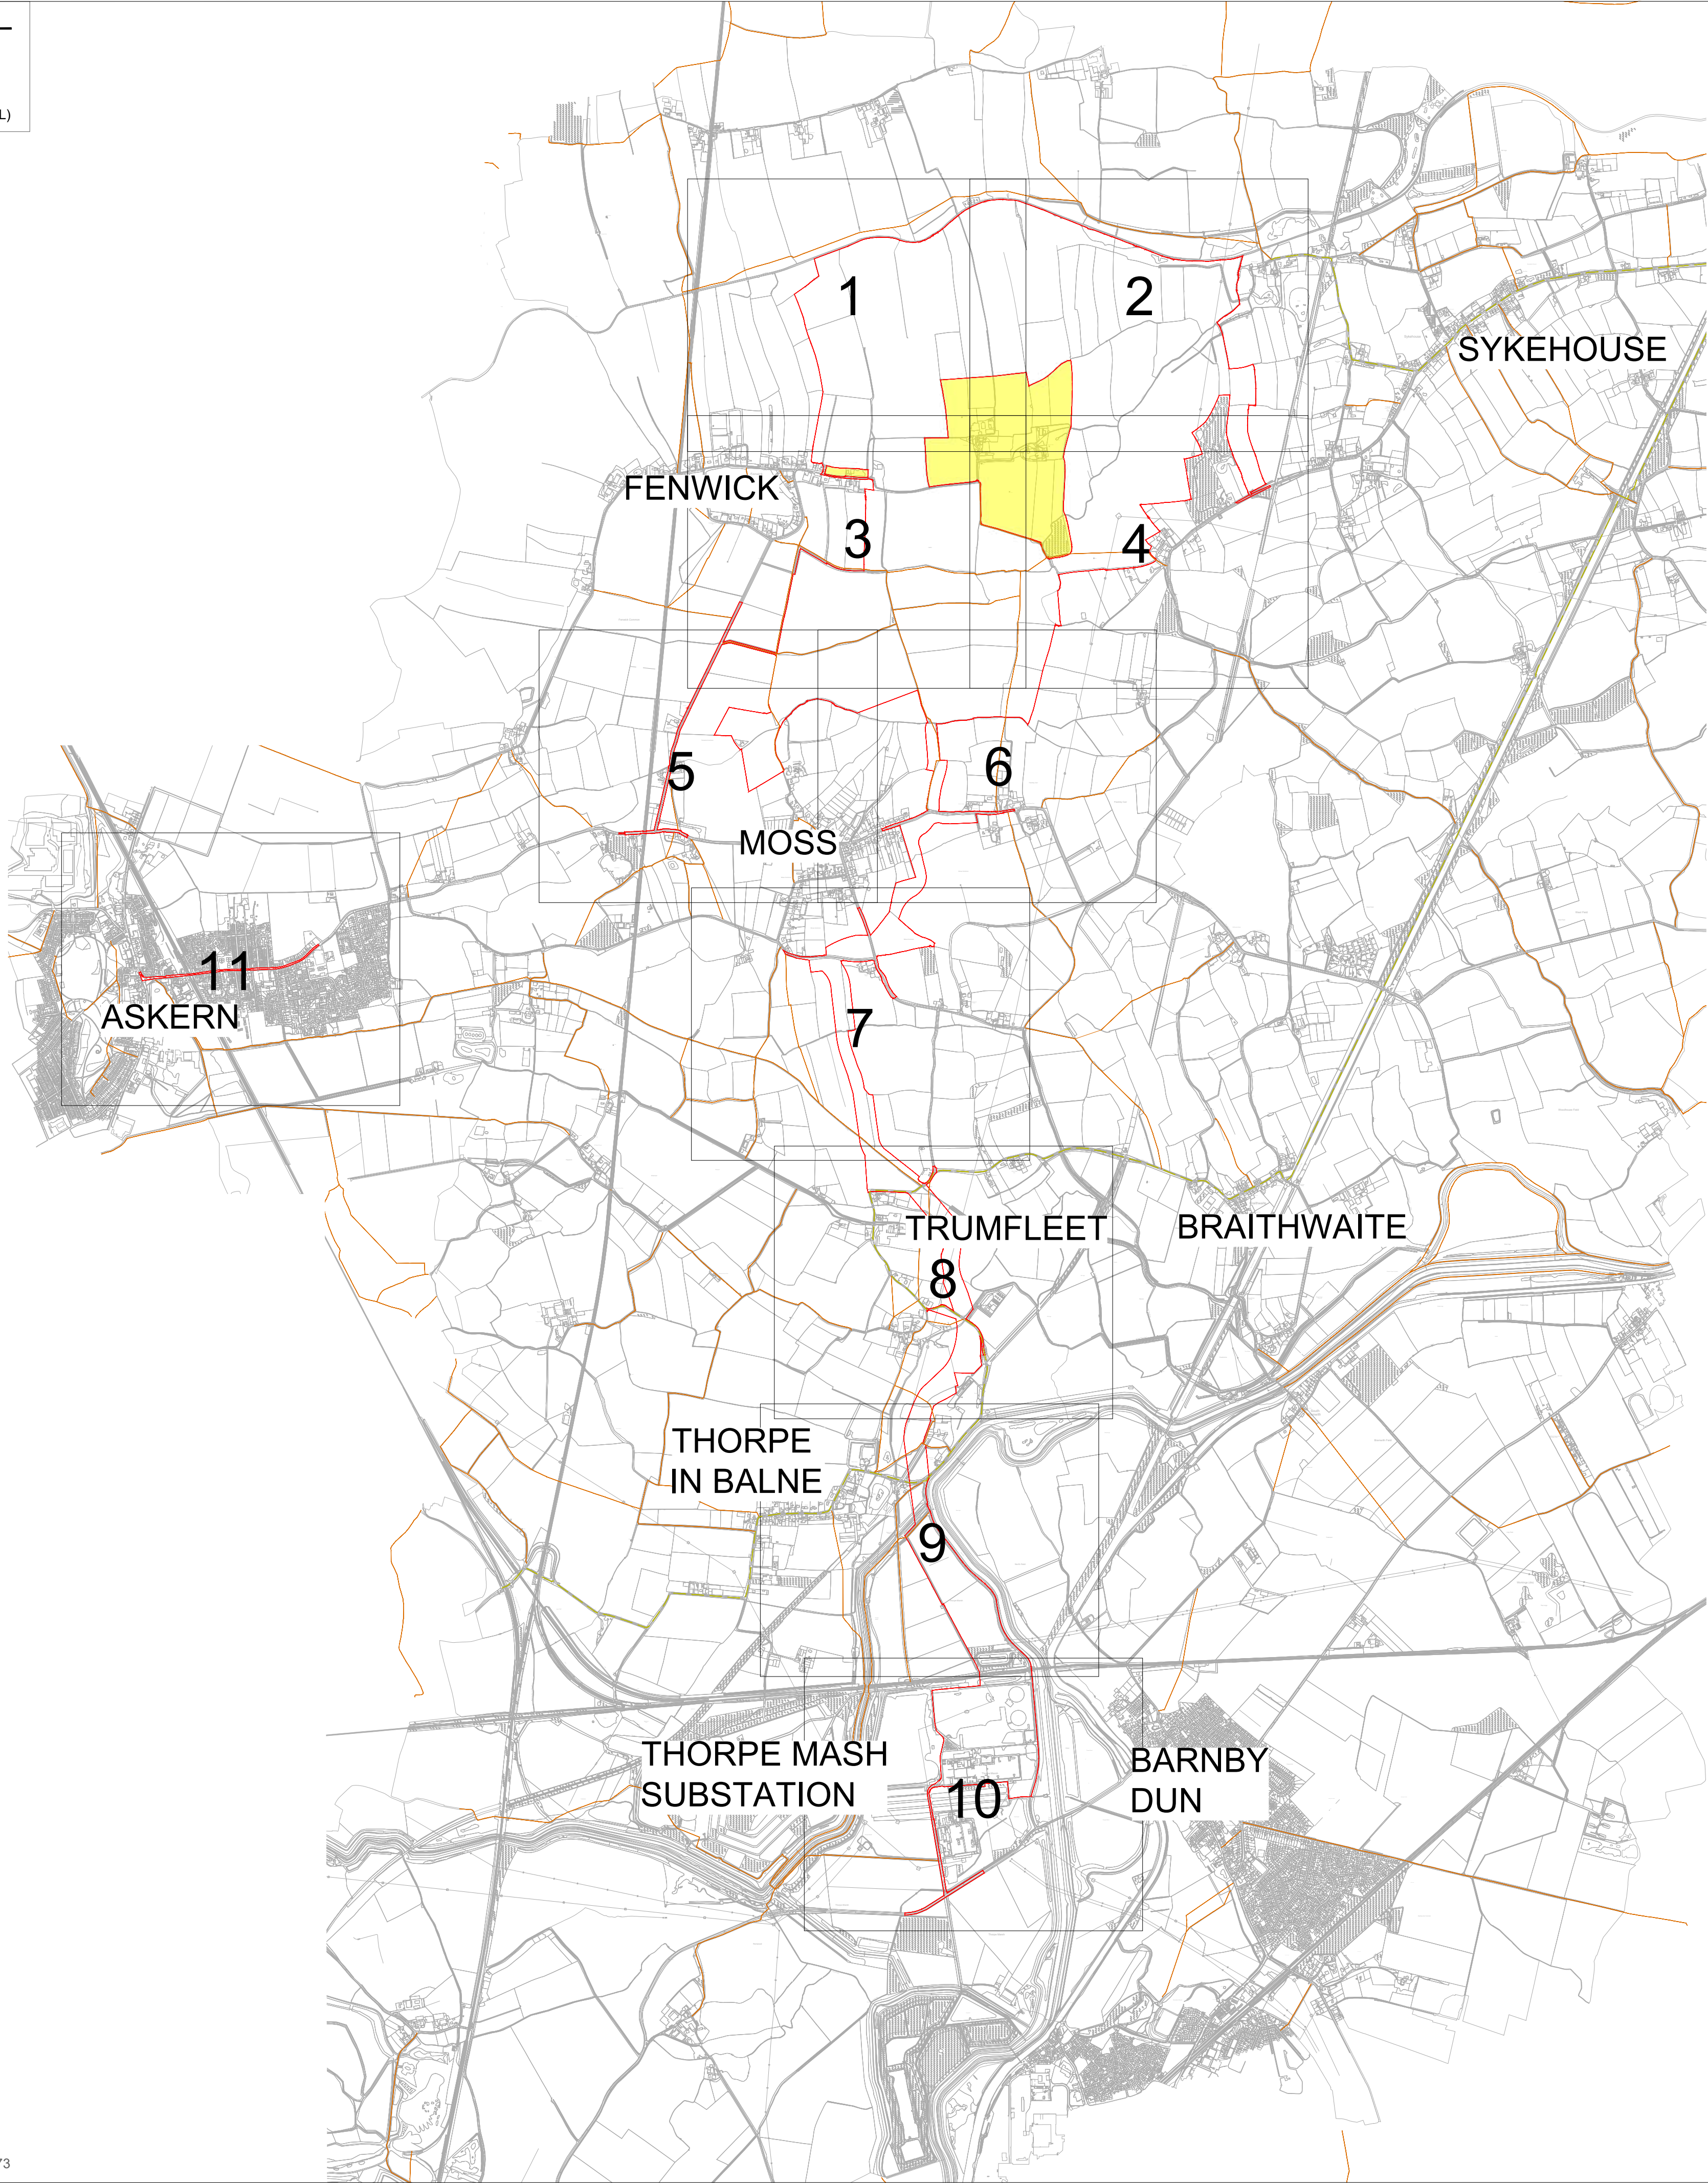 L)
1
2
SYKEHOUSE
FENWICK
3
4
5
6
MOSS
11
ASKERN
7
TRUMFLEET
BRAITHWAITE
8
THORPE
IN BALNE
9
THORPE MASH
SUBSTATION
BARNBY
DUN
10
73